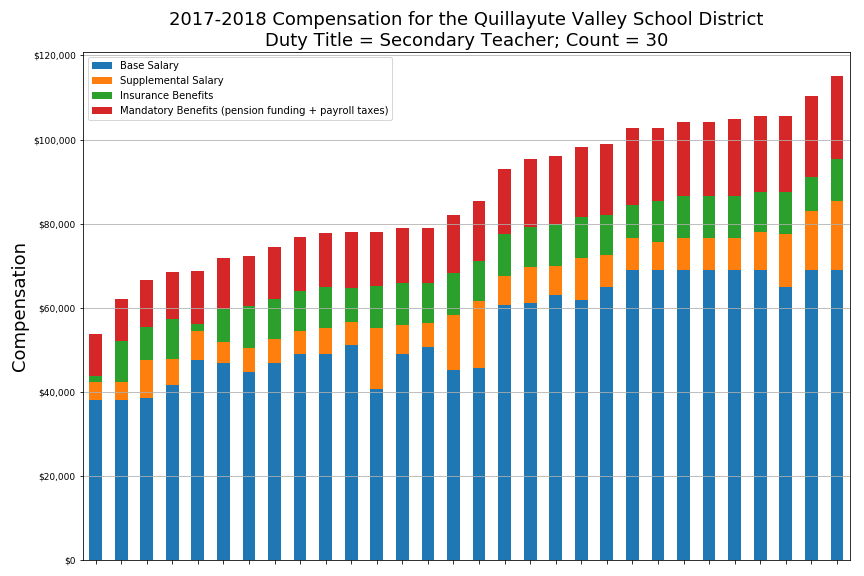 2017-2018 Compensation for the Quillayute Valley School District
Duty Title = Secondary Teacher; Count = 30
$120,000
Base Salary
Supplemental Salary
Insurance Benefits
Mandatory Benefits (pension funding + payroll taxes)
$100,000
$80,000
$60,000
$40,000
$20,000
$0
Compensation